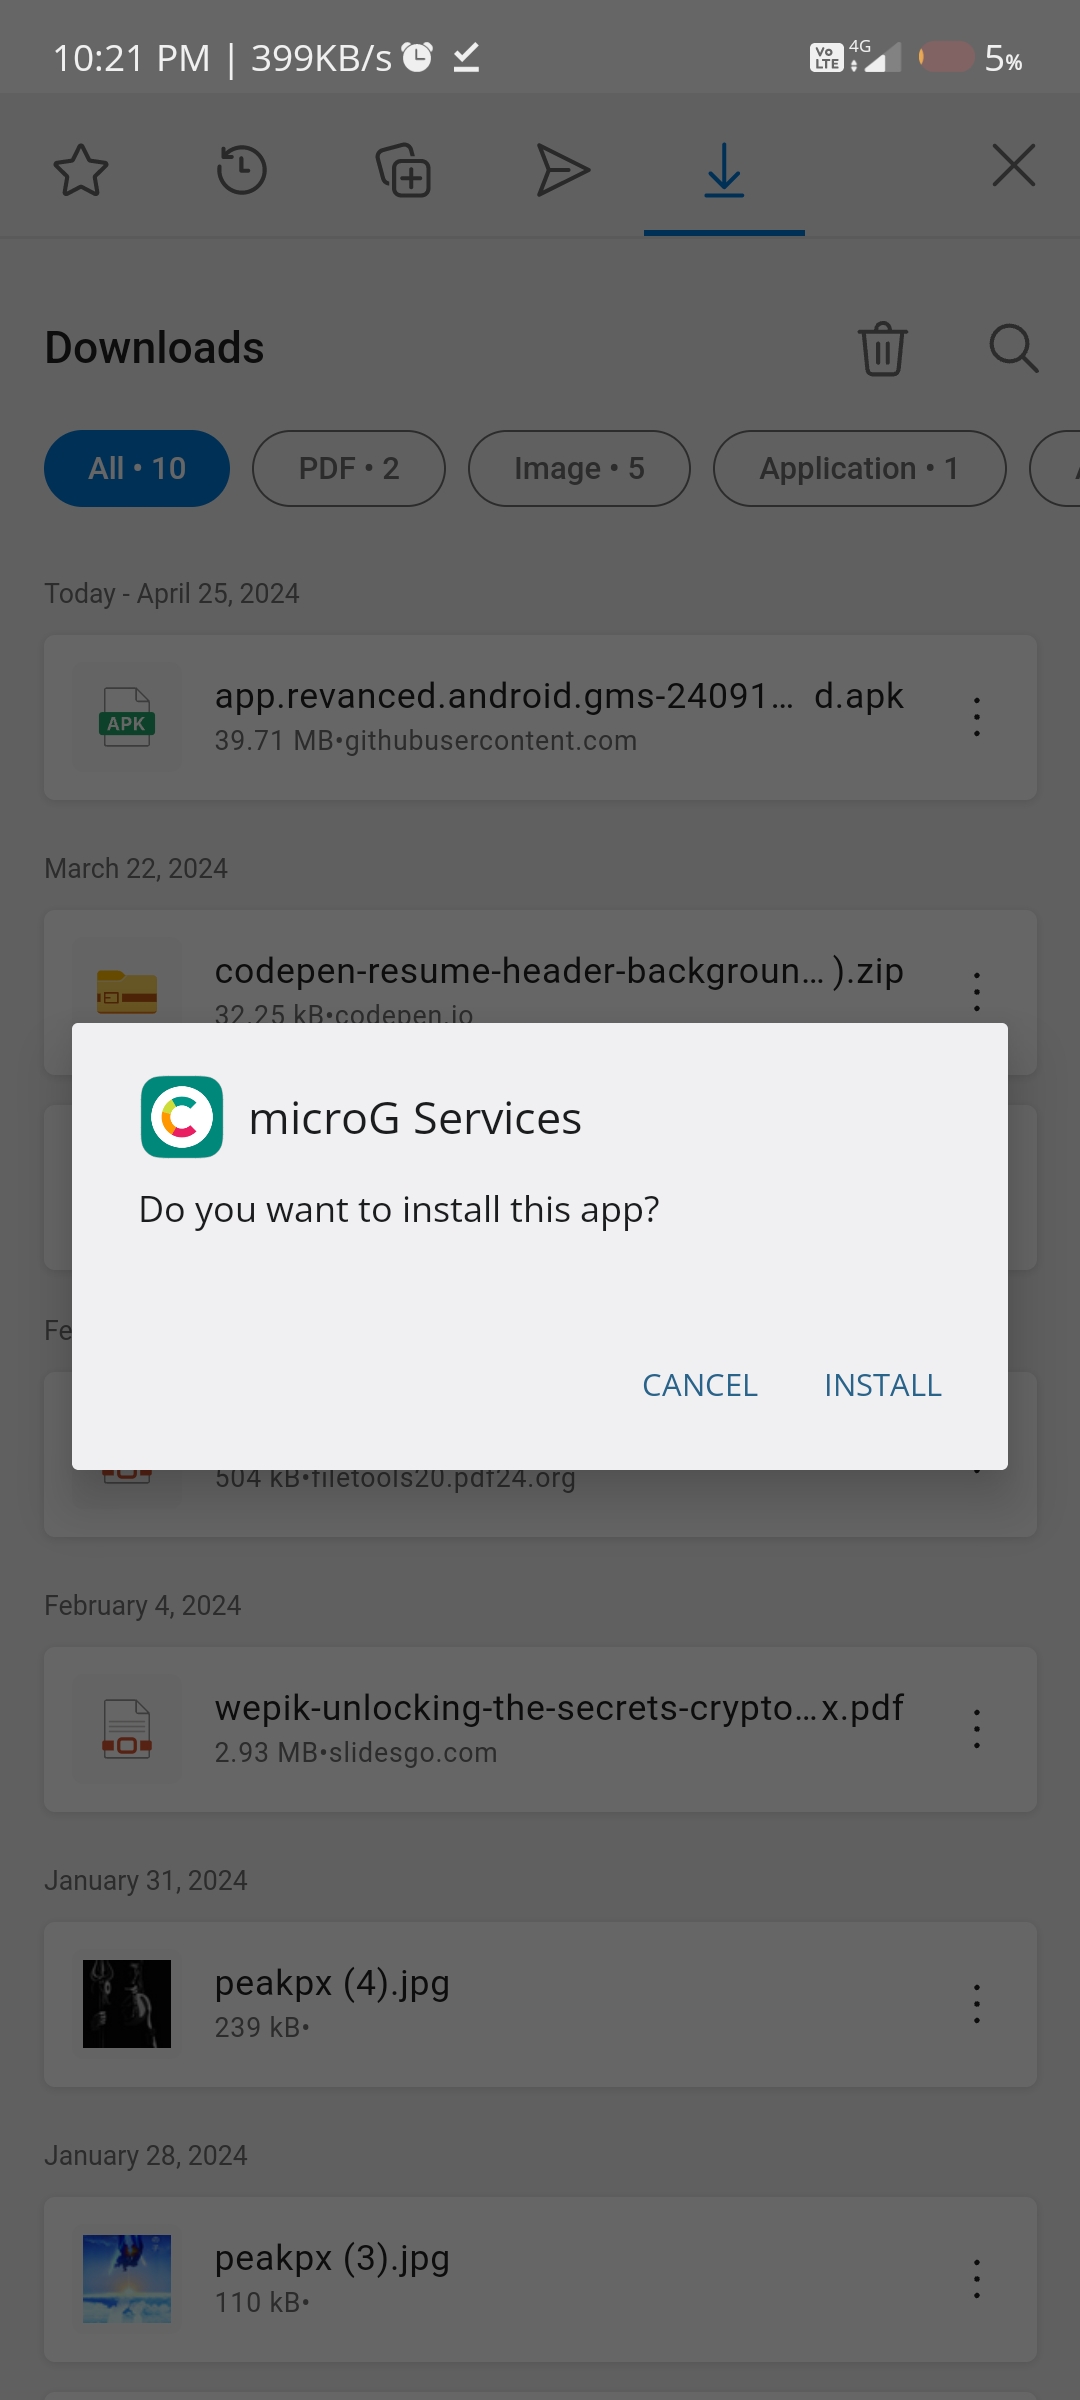 10:21 PM | 399KB/s
Vo LTE 4G 5%
Downloads
All • 10 PDF • 2 Image • 5 Application • 1
Today - April 25, 2024
APK
app.revanced.android.gms-24091… d.apk
39.71 MB•githubusercontent.com
March 22, 2024
codepen-resume-header-backgroun… ).zip
32.25 kB•codepen.io
microG Services
Do you want to install this app?
CANCEL INSTALL
Fe
504 kB•filetools20.pdf24.org
February 4, 2024
wepik-unlocking-the-secrets-crypto…x.pdf
2.93 MB•slidesgo.com
January 31, 2024
peakpx (4).jpg
239 kB•
January 28, 2024
peakpx (3).jpg
110 kB•